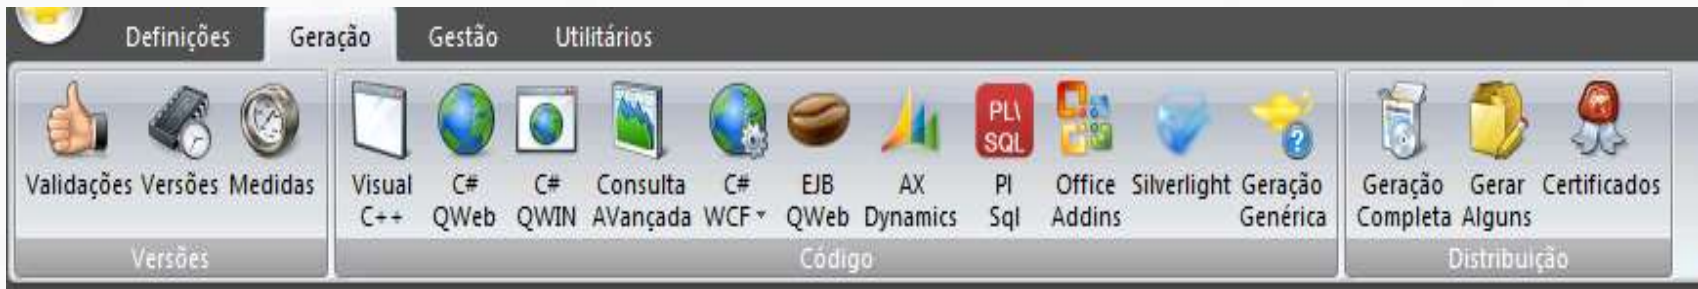 Definições Geração Gestão Utilitários
PL\
SQL
Validações Versões Medidas Visual C# C# Consulta C# EJB AX Pl Office Silverlight Geração Geração Gerar Certificados
C++ QWeb QWIN AVançada WCF QWeb Dynamics Sql Addins Genérica Completa Alguns
Versões Código Distribuição